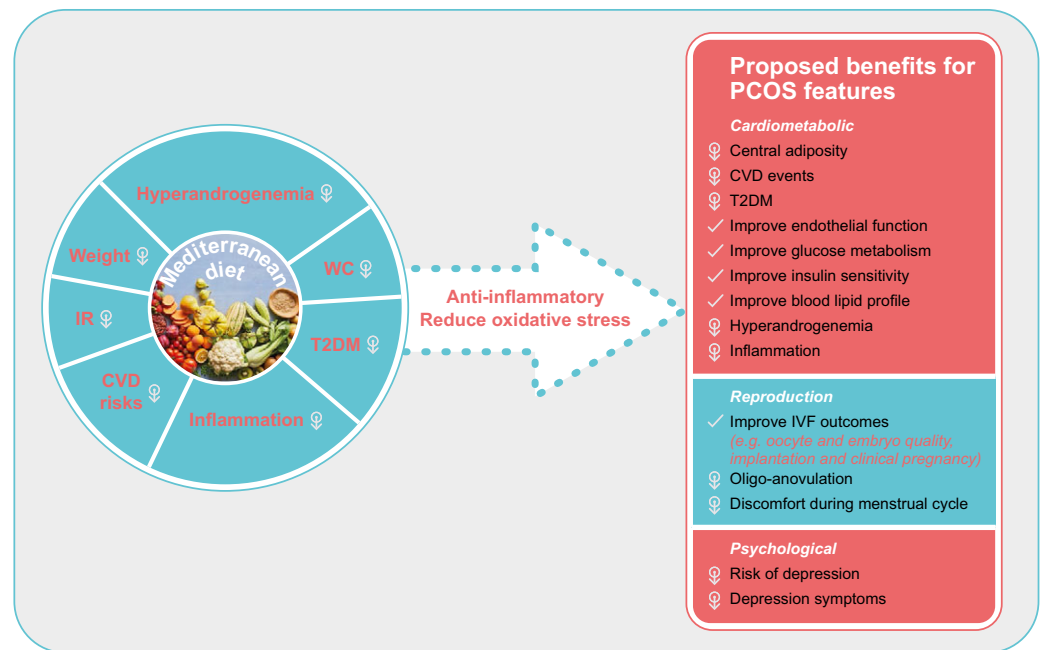 Hyperandrogenemia
Weight
WC
IR
T2DM
CVD
risks
Inflammation
Mediterranean
diet
Anti-inflammatory
Reduce oxidative stress
Proposed benefits for
PCOS features
Cardiometabolic
Central adiposity
CVD events
T2DM
Improve endothelial function
Improve glucose metabolism
Improve insulin sensitivity
Improve blood lipid profile
Hyperandrogenemia
Inflammation
Reproduction
Improve IVF outcomes
(e.g. oocyte and embryo quality,
implantation and clinical pregnancy)
Oligo-anovulation
Discomfort during menstrual cycle
Psychological
Risk of depression
Depression symptoms